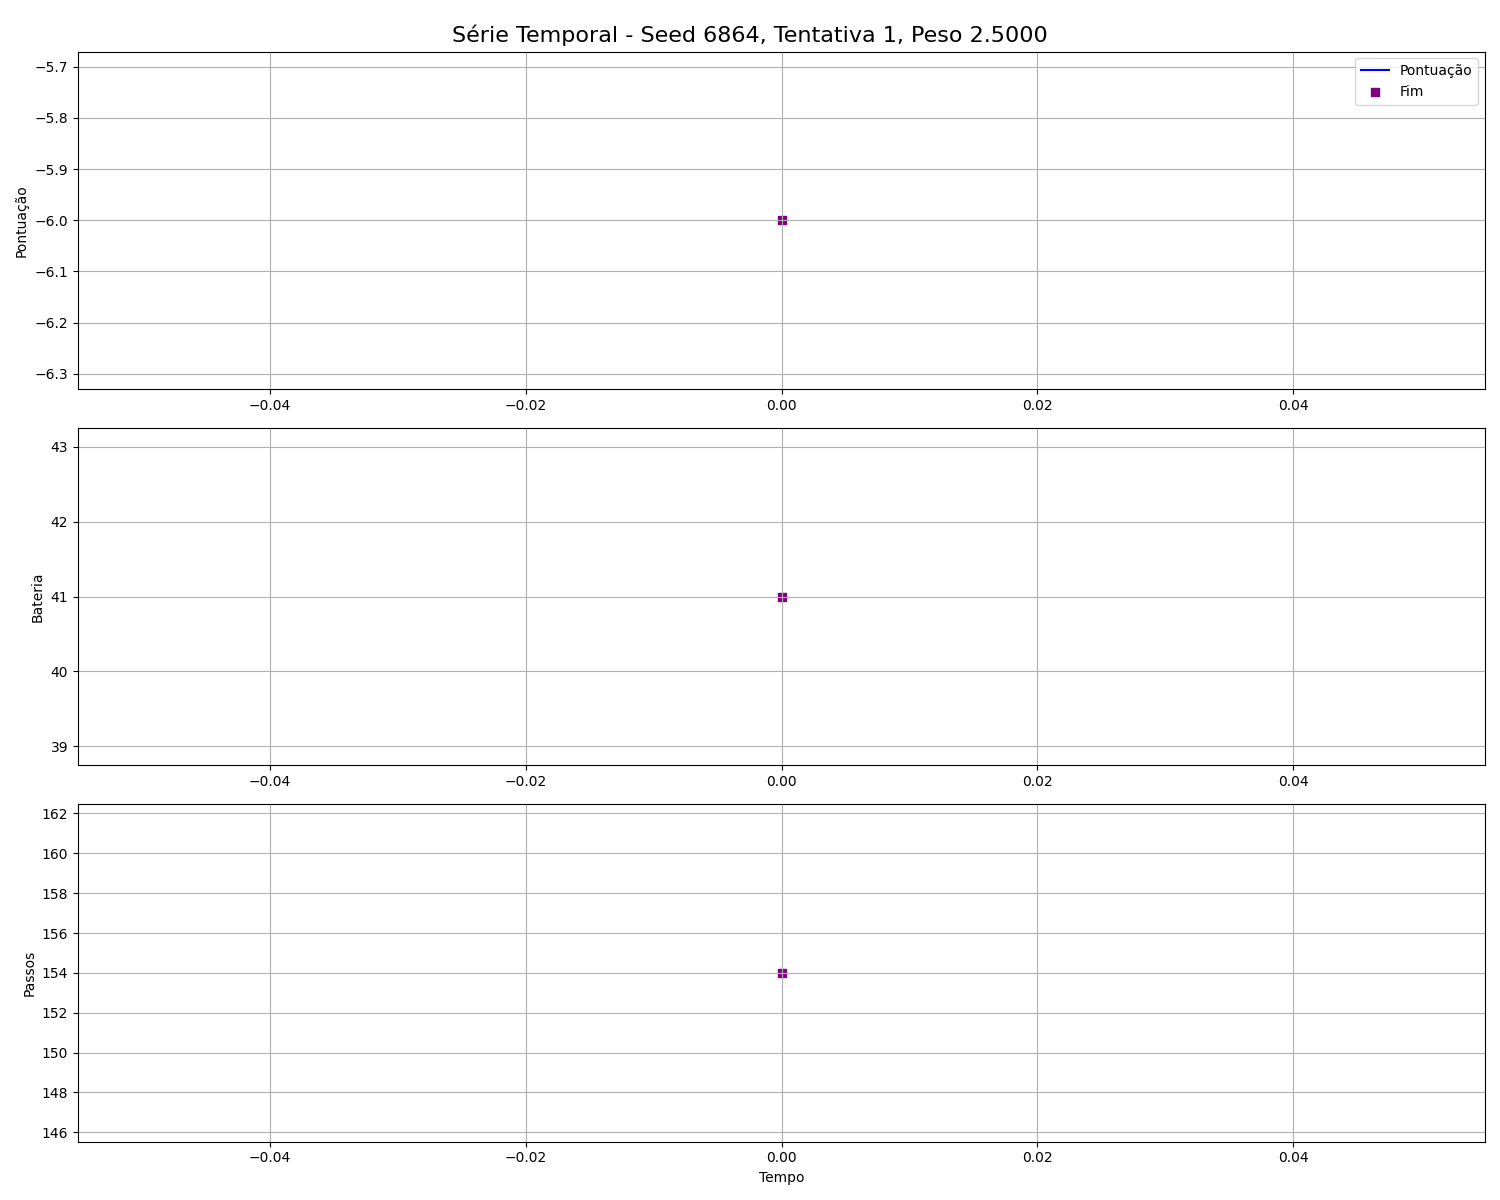 Série Temporal - Seed 6864, Tentativa 1, Peso 2.5000
Pontuação
Fim
Pontuação
−5.7
−5.8
−5.9
−6.0
−6.1
−6.2
−6.3
−0.04 −0.02 0.00 0.02 0.04
Bateria
43
42
41
40
39
−0.04 −0.02 0.00 0.02 0.04
Passos
162
160
158
156
154
152
150
148
146
−0.04 −0.02 0.00 0.02 0.04
Tempo